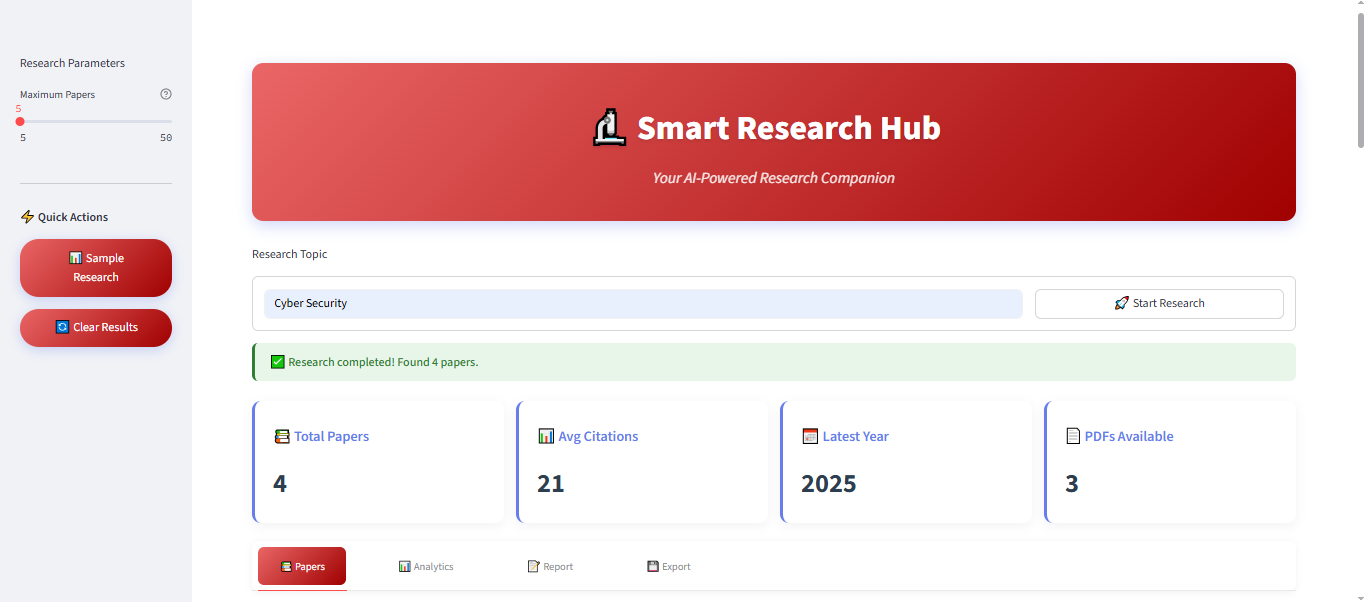 Research Parameters
Maximum Papers
5
5 50
⚡ Quick Actions
📊 Sample
Research
🔄 Clear Results
🔬 Smart Research Hub
Your AI-Powered Research Companion
Research Topic
Cyber Security
🚀 Start Research
✅ Research completed! Found 4 papers.
📚 Total Papers
4
📊 Avg Citations
21
📅 Latest Year
2025
📄 PDFs Available
3
📚 Papers
📊 Analytics
📝 Report
💾 Export